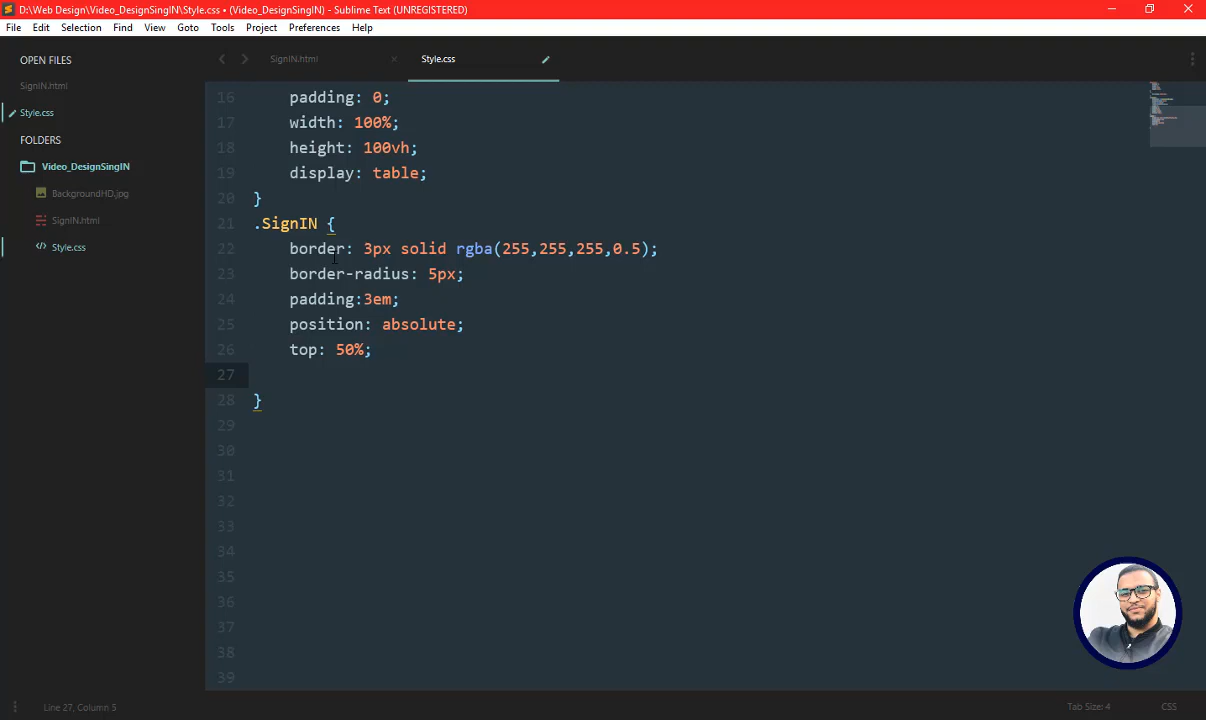 D:\Web Design\Video_DesignSingIN\Style.css • (Video_DesignSingIN) - Sublime Text (UNREGISTERED)
File Edit Selection Find View Goto Tools Project Preferences Help
OPEN FILES
SignIN.html
Style.css
FOLDERS
Video_DesignSingIN
BackgroundHD.jpg
SignIN.html
Style.css
SignIN.html
Style.css
16 padding: 0;
17 width: 100%;
18 height: 100vh;
19 display: table;
20 }
21 .SignIN {
22 border: 3px solid rgba(255,255,255,0.5);
23 border-radius: 5px;
24 padding:3em;
25 position: absolute;
26 top: 50%;
27
28 }
29
30
31
32
33
34
35
36
37
38
39
Line 27, Column 5
Tab Size: 4
CSS